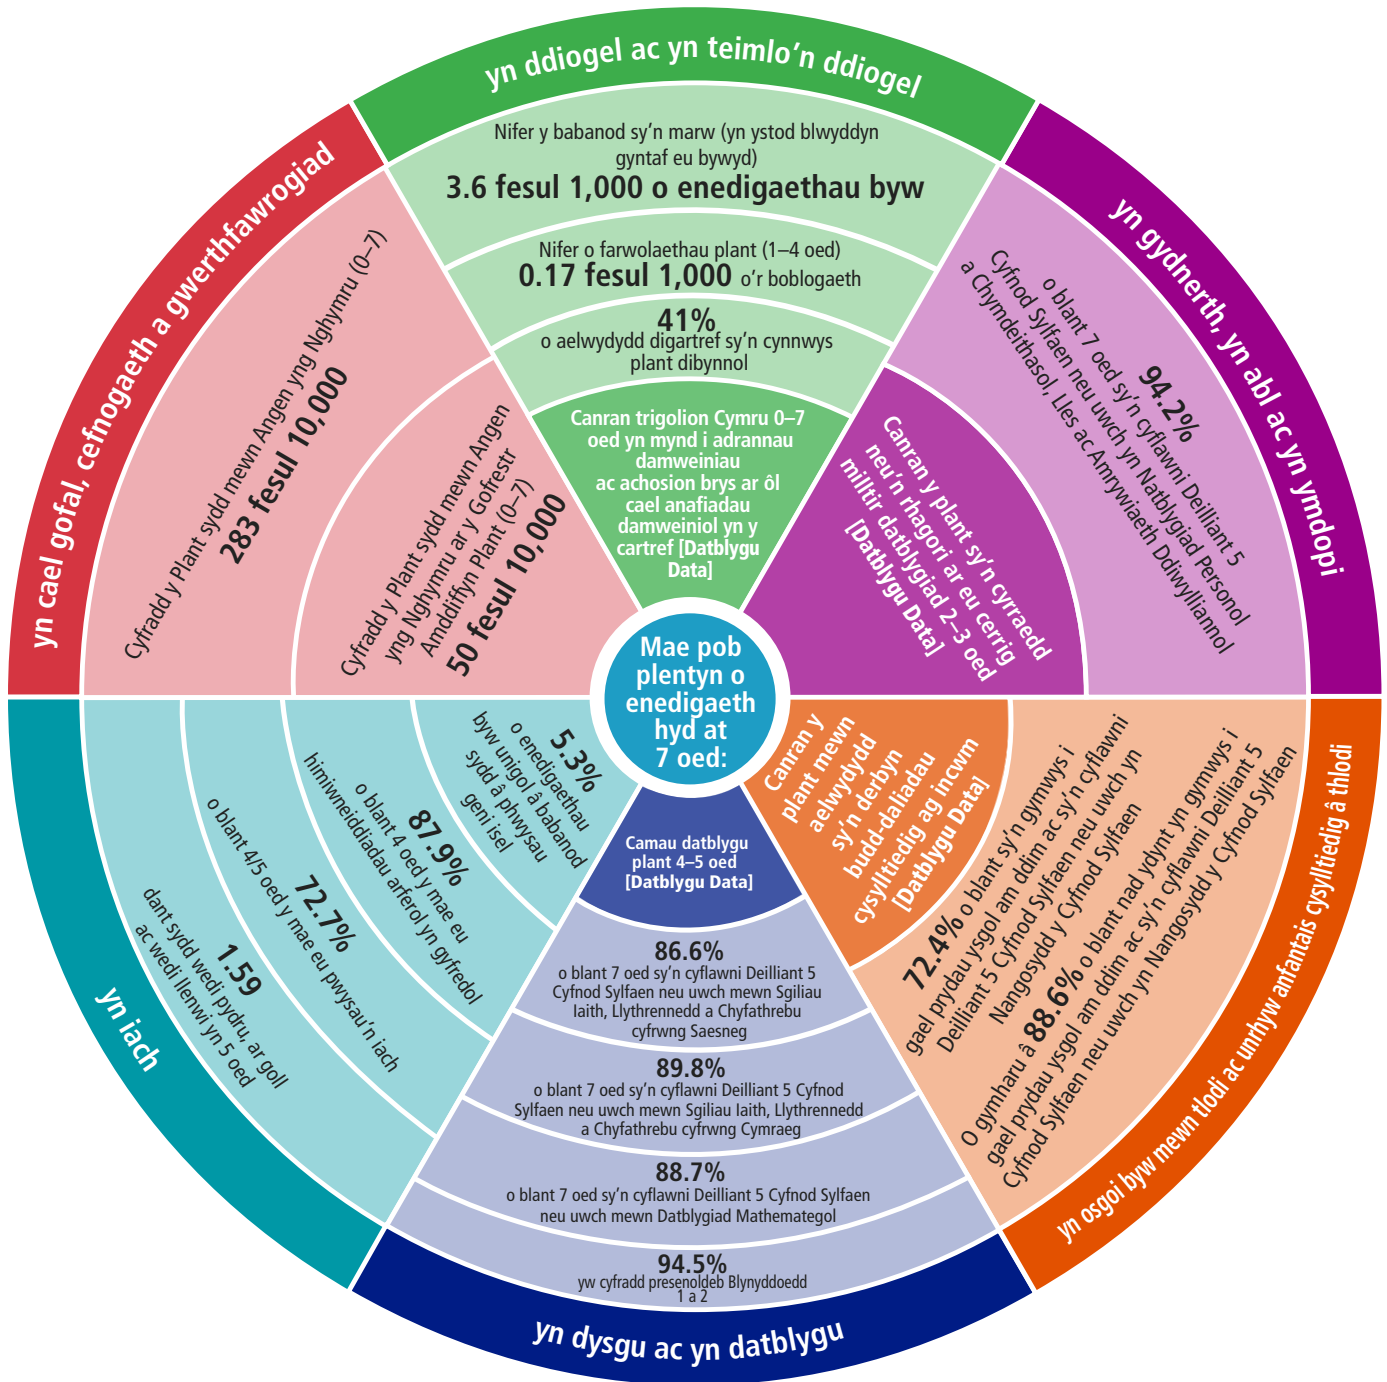 Mae pob
plentyn o
enedigaeth
hyd at
7 oed:
yn ddiogel ac yn teimlo’n ddiogel
Nifer y babanod sy’n marw (yn ystod blwyddyn
gyntaf eu bywyd)
3.6 fesul 1,000 o enedigaethau byw
Nifer o farwolaethau plant (1–4 oed)
0.17 fesul 1,000 o’r boblogaeth
41%
o aelwydydd digartref sy’n cynnwys
plant dibynnol
Canran trigolion Cymru 0–7
oed yn mynd i adrannau
damweiniau
ac achosion brys ar ôl
cael anafiadau
damweiniol yn y
cartref [Datblygu
Data]
yn gydnerth, yn abl ac yn ymdopi
94.2%
o blant 7 oed sy’n cyflawni Deilliant 5
Cyfnod Sylfaen neu uwch yn Natblygiad Personol
a Chymdeithasol, Lles ac Amrywiaeth Ddiwylliannol
Canran y plant sy’n cyrraedd
neu’n rhagori ar eu cerrig
milltir datblygiad 2–3 oed
[Datblygu Data]
yn osgoi byw mewn tlodi ac unrhyw anfantais cysylltiedig â thlodi
Canran y
plant mewn
aelwydydd
sy’n derbyn
budd-daliadau
cysylltiedig ag incwm
[Datblygu Data]
72.4% o blant sy’n gymwys i
gael prydau ysgol am ddim ac sy’n cyflawni
Deilliant 5 Cyfnod Sylfaen neu uwch yn
Nangosydd y Cyfnod Sylfaen
O gymharu â 88.6% o blant nad ydynt yn gymwys i
gael prydau ysgol am ddim ac sy’n cyflawni Deilliant 5
Cyfnod Sylfaen neu uwch yn Nangosydd y Cyfnod Sylfaen
yn dysgu ac yn datblygu
Camau datblygu
plant 4–5 oed
[Datblygu Data]
86.6%
o blant 7 oed sy’n cyflawni Deilliant 5
Cyfnod Sylfaen neu uwch mewn Sgiliau
Iaith, Llythrennedd a Chyfathrebu
cyfrwng Saesneg
89.8%
o blant 7 oed sy’n cyflawni Deilliant 5 Cyfnod
Sylfaen neu uwch mewn Sgiliau Iaith, Llythrennedd
a Chyfathrebu cyfrwng Cymraeg
88.7%
o blant 7 oed sy’n cyflawni Deilliant 5 Cyfnod Sylfaen
neu uwch mewn Datblygiad Mathemategol
94.5%
yw cyfradd presenoldeb Blynyddoedd
1 a 2
yn iach
5.3%
o enedigaethau
byw unigol â babanod
sydd â phwysau
geni isel
87.9%
o blant 4 oed y mae eu
himiwneiddiadau arferol yn gyfredol
72.7%
o blant 4/5 oed y mae eu pwysau’n iach
1.59
dant sydd wedi pydru, ar goll
ac wedi llenwi yn 5 oed
yn cael gofal, cefnogaeth a gwerthfawrogiad
Cyfradd y Plant sydd mewn Angen yng Nghymru (0–7)
283 fesul 10,000
Cyfradd y Plant sydd mewn Angen
yng Nghymru ar y Gofrestr
Amddiffyn Plant (0–7)
50 fesul 10,000